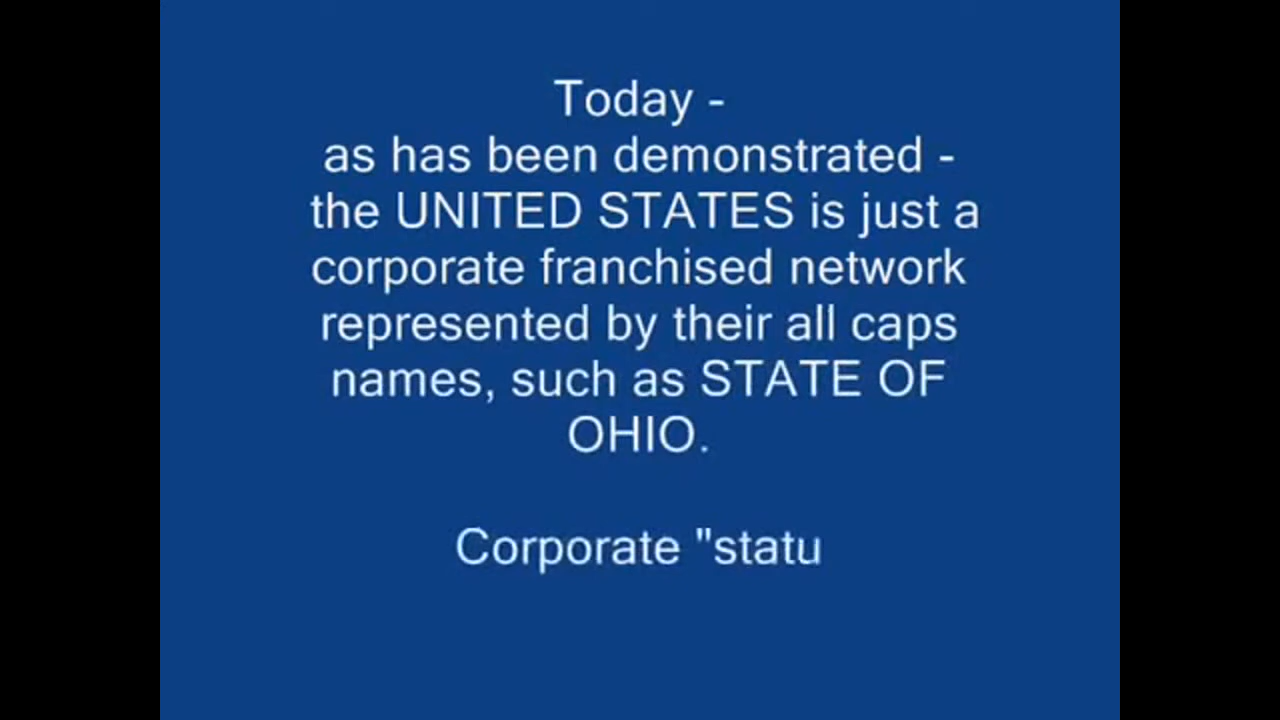 Today -
as has been demonstrated -
the UNITED STATES is just a
corporate franchised network
represented by their all caps
names, such as STATE OF
OHIO.
Corporate "statu